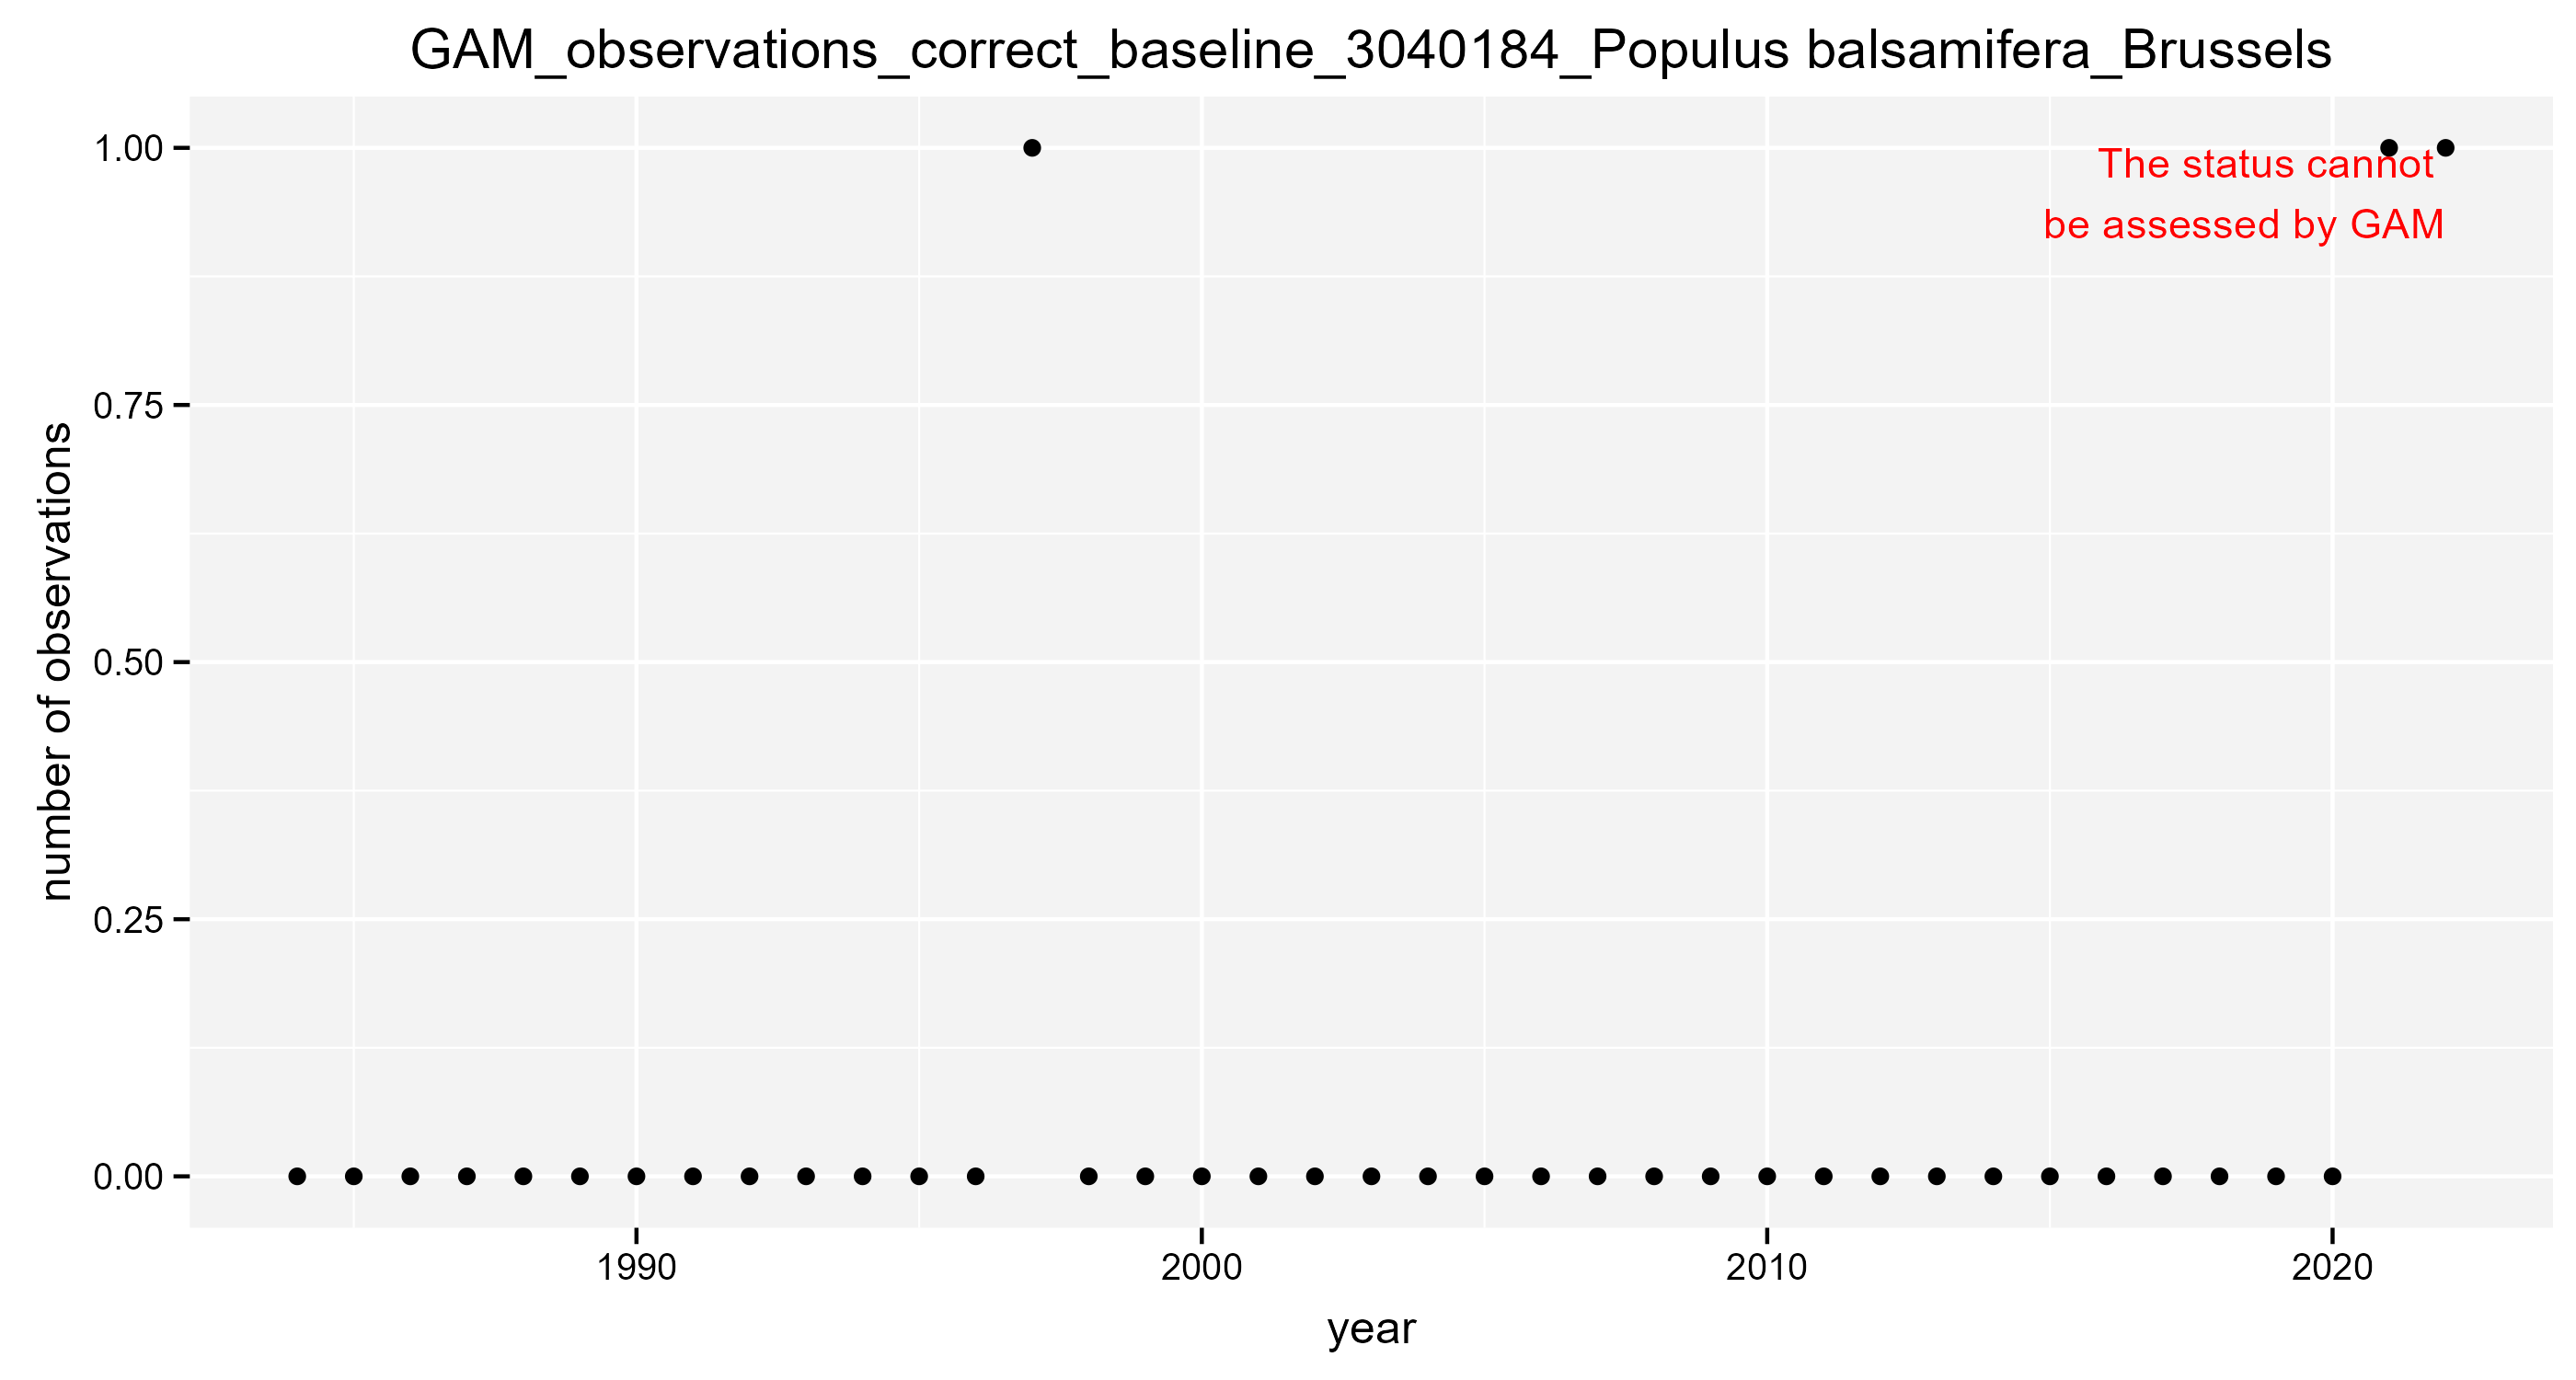 GAM_observations_correct_baseline_3040184_Populus balsamifera_Brussels
1.00
The status cannot
be assessed by GAM
0.75
0.50
0.25
0.00
number of observations
1990 2000 2010 2020
year